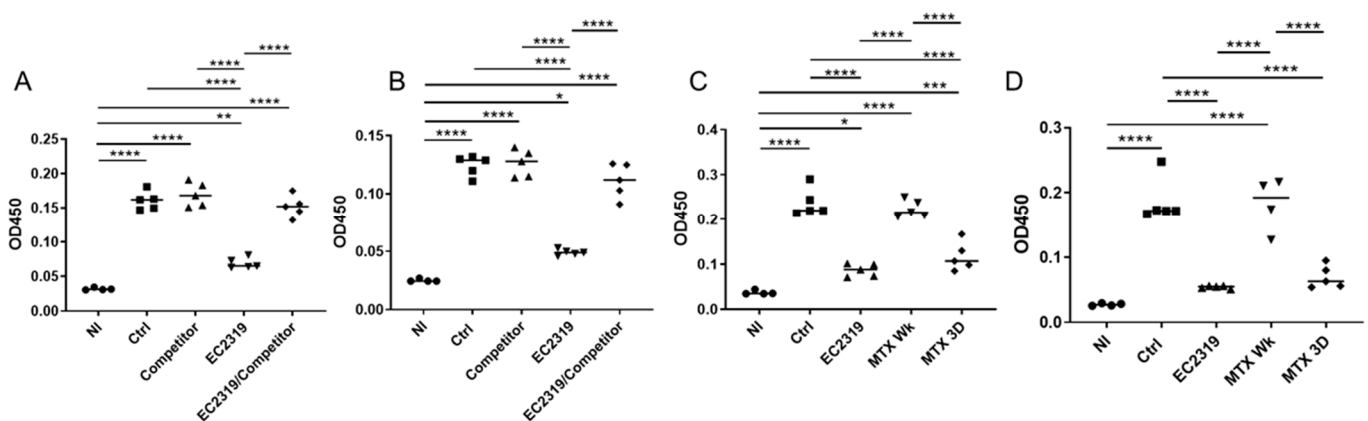 A
****
****
****
****
**
****
****
OD450
0.25
0.20
0.15
0.10
0.05
0.00
NI
Ctrl
Competitor
EC2319
EC2319/Competitor
B
****
****
****
****
*
****
****
OD450
0.15
0.10
0.05
0.00
NI
Ctrl
Competitor
EC2319
EC2319/Competitor
C
****
****
****
****
***
****
*
****
OD450
0.4
0.3
0.2
0.1
0.0
NI
Ctrl
EC2319
MTX Wk
MTX 3D
D
****
****
****
****
****
****
OD450
0.3
0.2
0.1
0.0
NI
Ctrl
EC2319
MTX Wk
MTX 3D